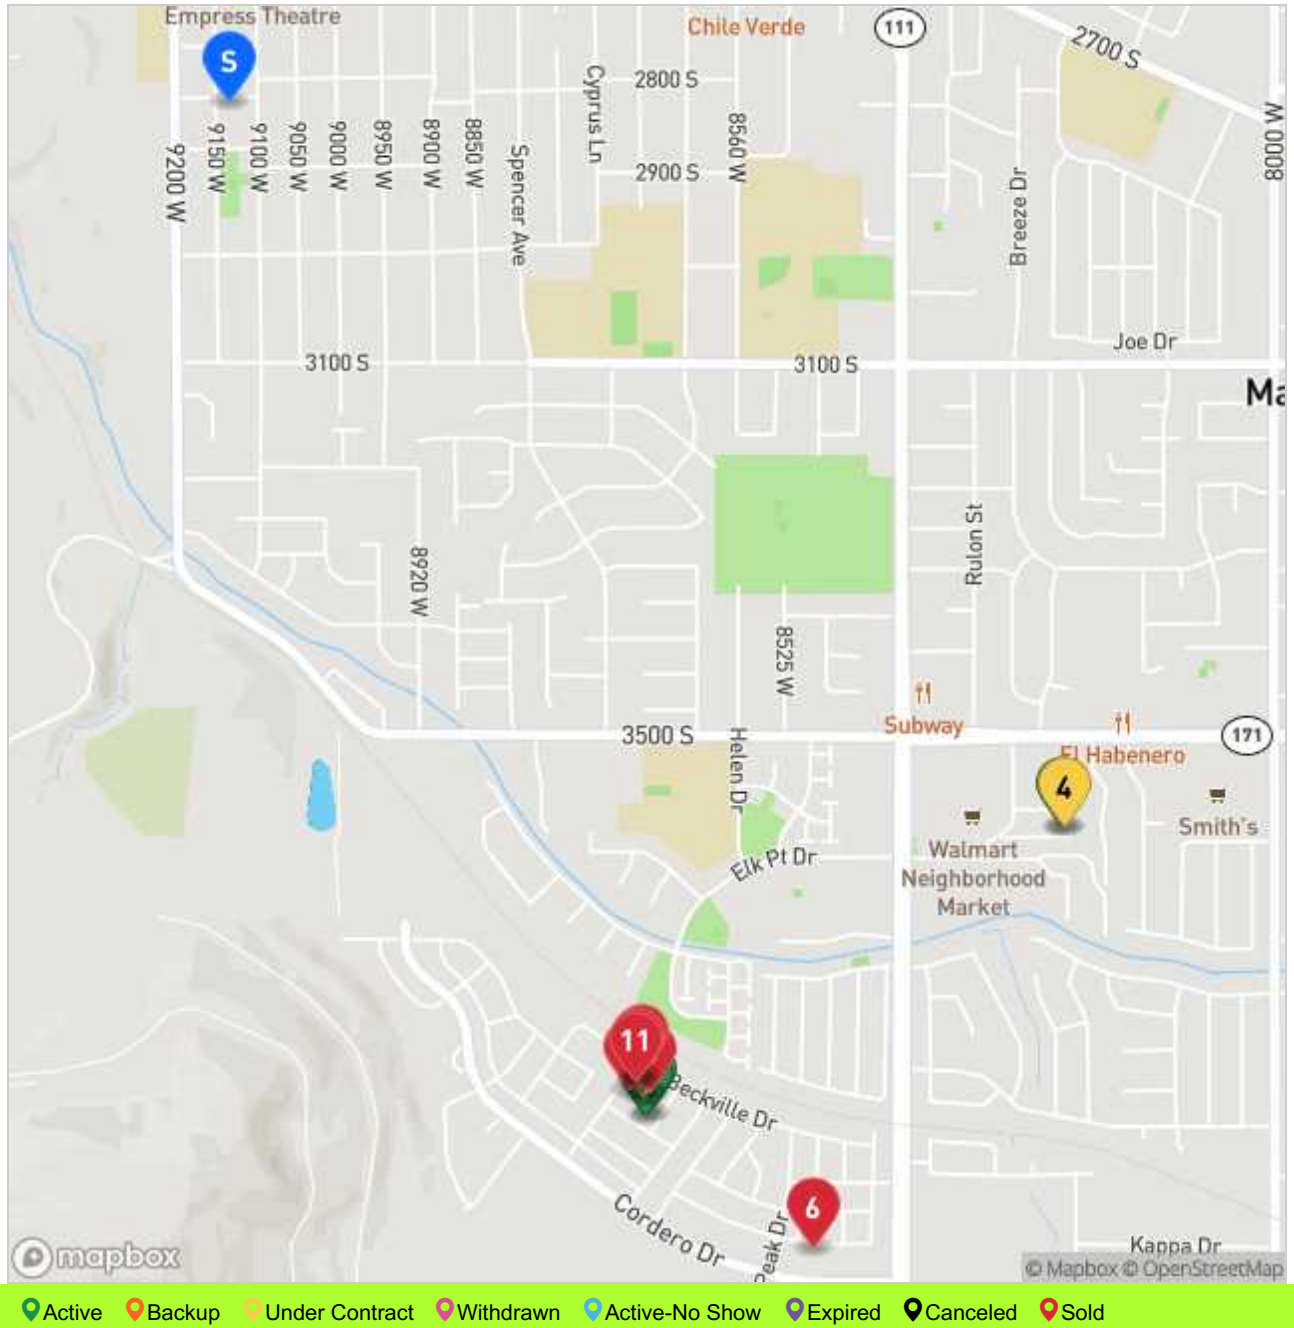 Empress Theatre
Chile Verde
111
2700 S
S
Cyprus Ln
2800 S
8560 W
8000 W
9200 W
9150 W
9100 W
9050 W
9000 W
8950 W
8900 W
8850 W
Spencer Ave
2900 S
Breeze Dr
Joe Dr
3100 S
3100 S
Ma
8920 W
Rulon St
8525 W
Subway
3500 S
Helen Dr
171
El Habenero
4
Smith's
Walmart
Neighborhood
Market
Elk Pt Dr
11
Beckville Dr
6
Cordero Dr
Peak Dr
Kappa Dr
mapbox
© Mapbox © OpenStreetMap
Active Backup Under Contract Withdrawn Active-No Show Expired Canceled Sold